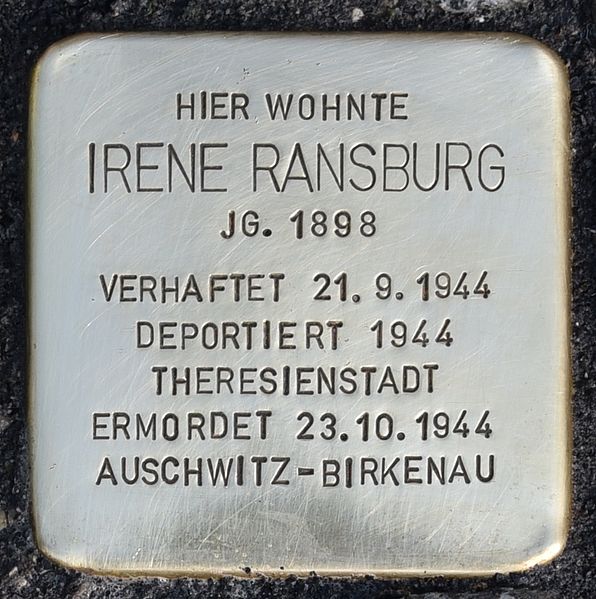 HIER WOHNTE
IRENE RANSBURG
JG. 1898
VERHAFTET 21. 9. 1944
DEPORTIERT 1944
THERESIENSTADT
ERMORDET 23.10.1944
AUSCHWITZ-BIRKENAU